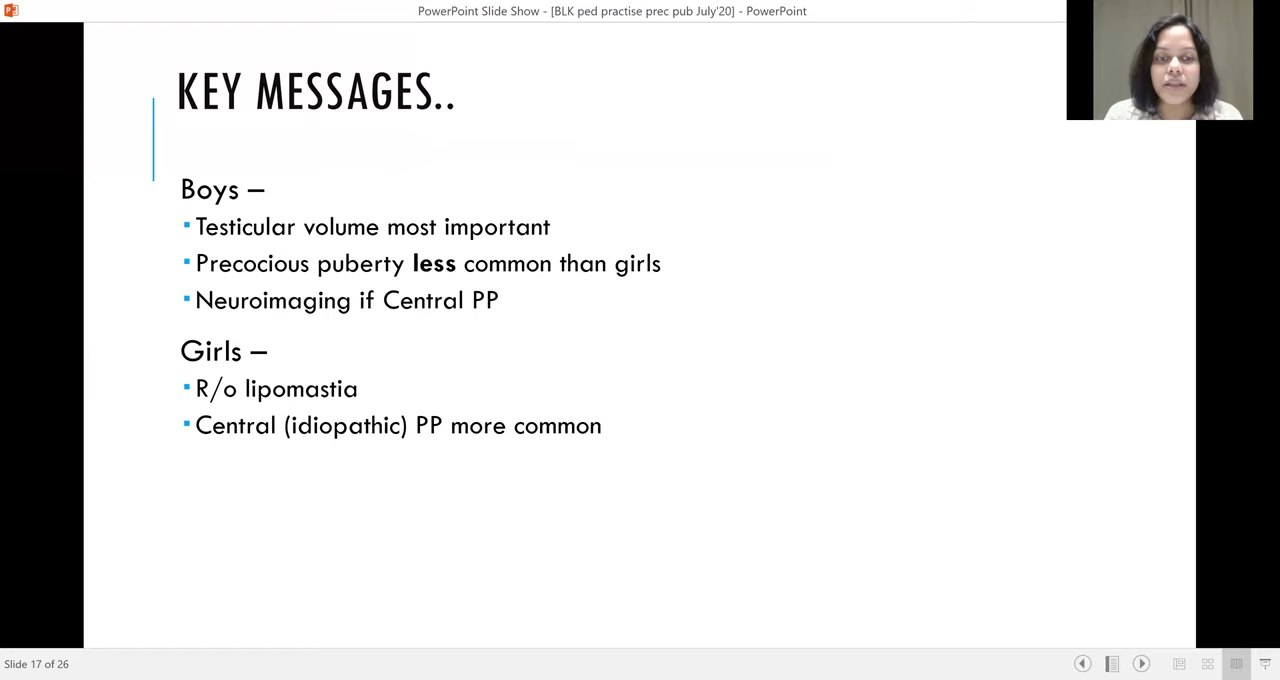 PowerPoint Slide Show - [BLK ped practise prec pub July'20] - PowerPoint
KEY MESSAGES..
Boys –
Testicular volume most important
Precocious puberty less common than girls
Neuroimaging if Central PP
Girls –
R/o lipomastia
Central (idiopathic) PP more common
Slide 17 of 26